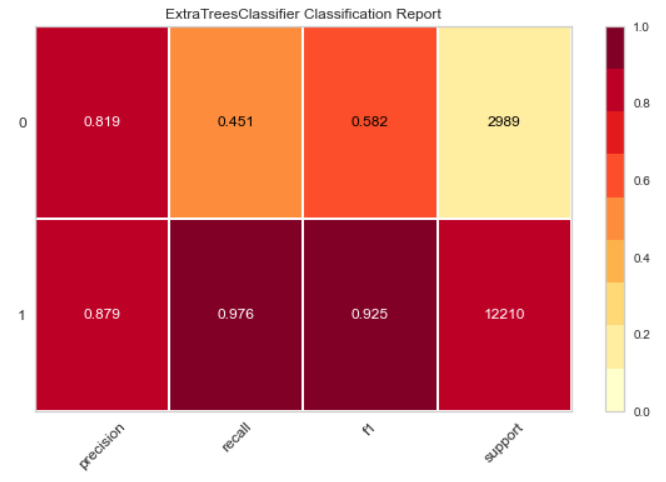 ExtraTreesClassifier Classification Report
0 0.819 0.451 0.582 2989
1 0.879 0.976 0.925 12210
precision recall f1 support
1.0
0.8
0.6
0.4
0.2
0.0